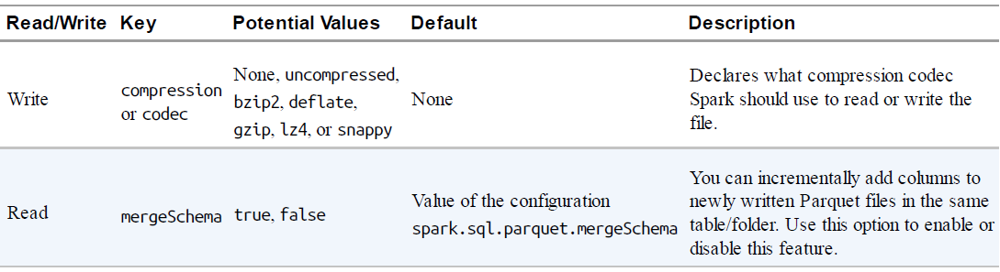 Read/Write Key Potential Values Default Description
Write
compression
or codec
None, uncompressed,
bzip2, deflate,
gzip, lz4, or snappy
None
Declares what compression codec
Spark should use to read or write the
file.
Read
mergeSchema
true, false
Value of the configuration
spark.sql.parquet.mergeSchema
You can incrementally add columns to
newly written Parquet files in the same
table/folder. Use this option to enable or
disable this feature.